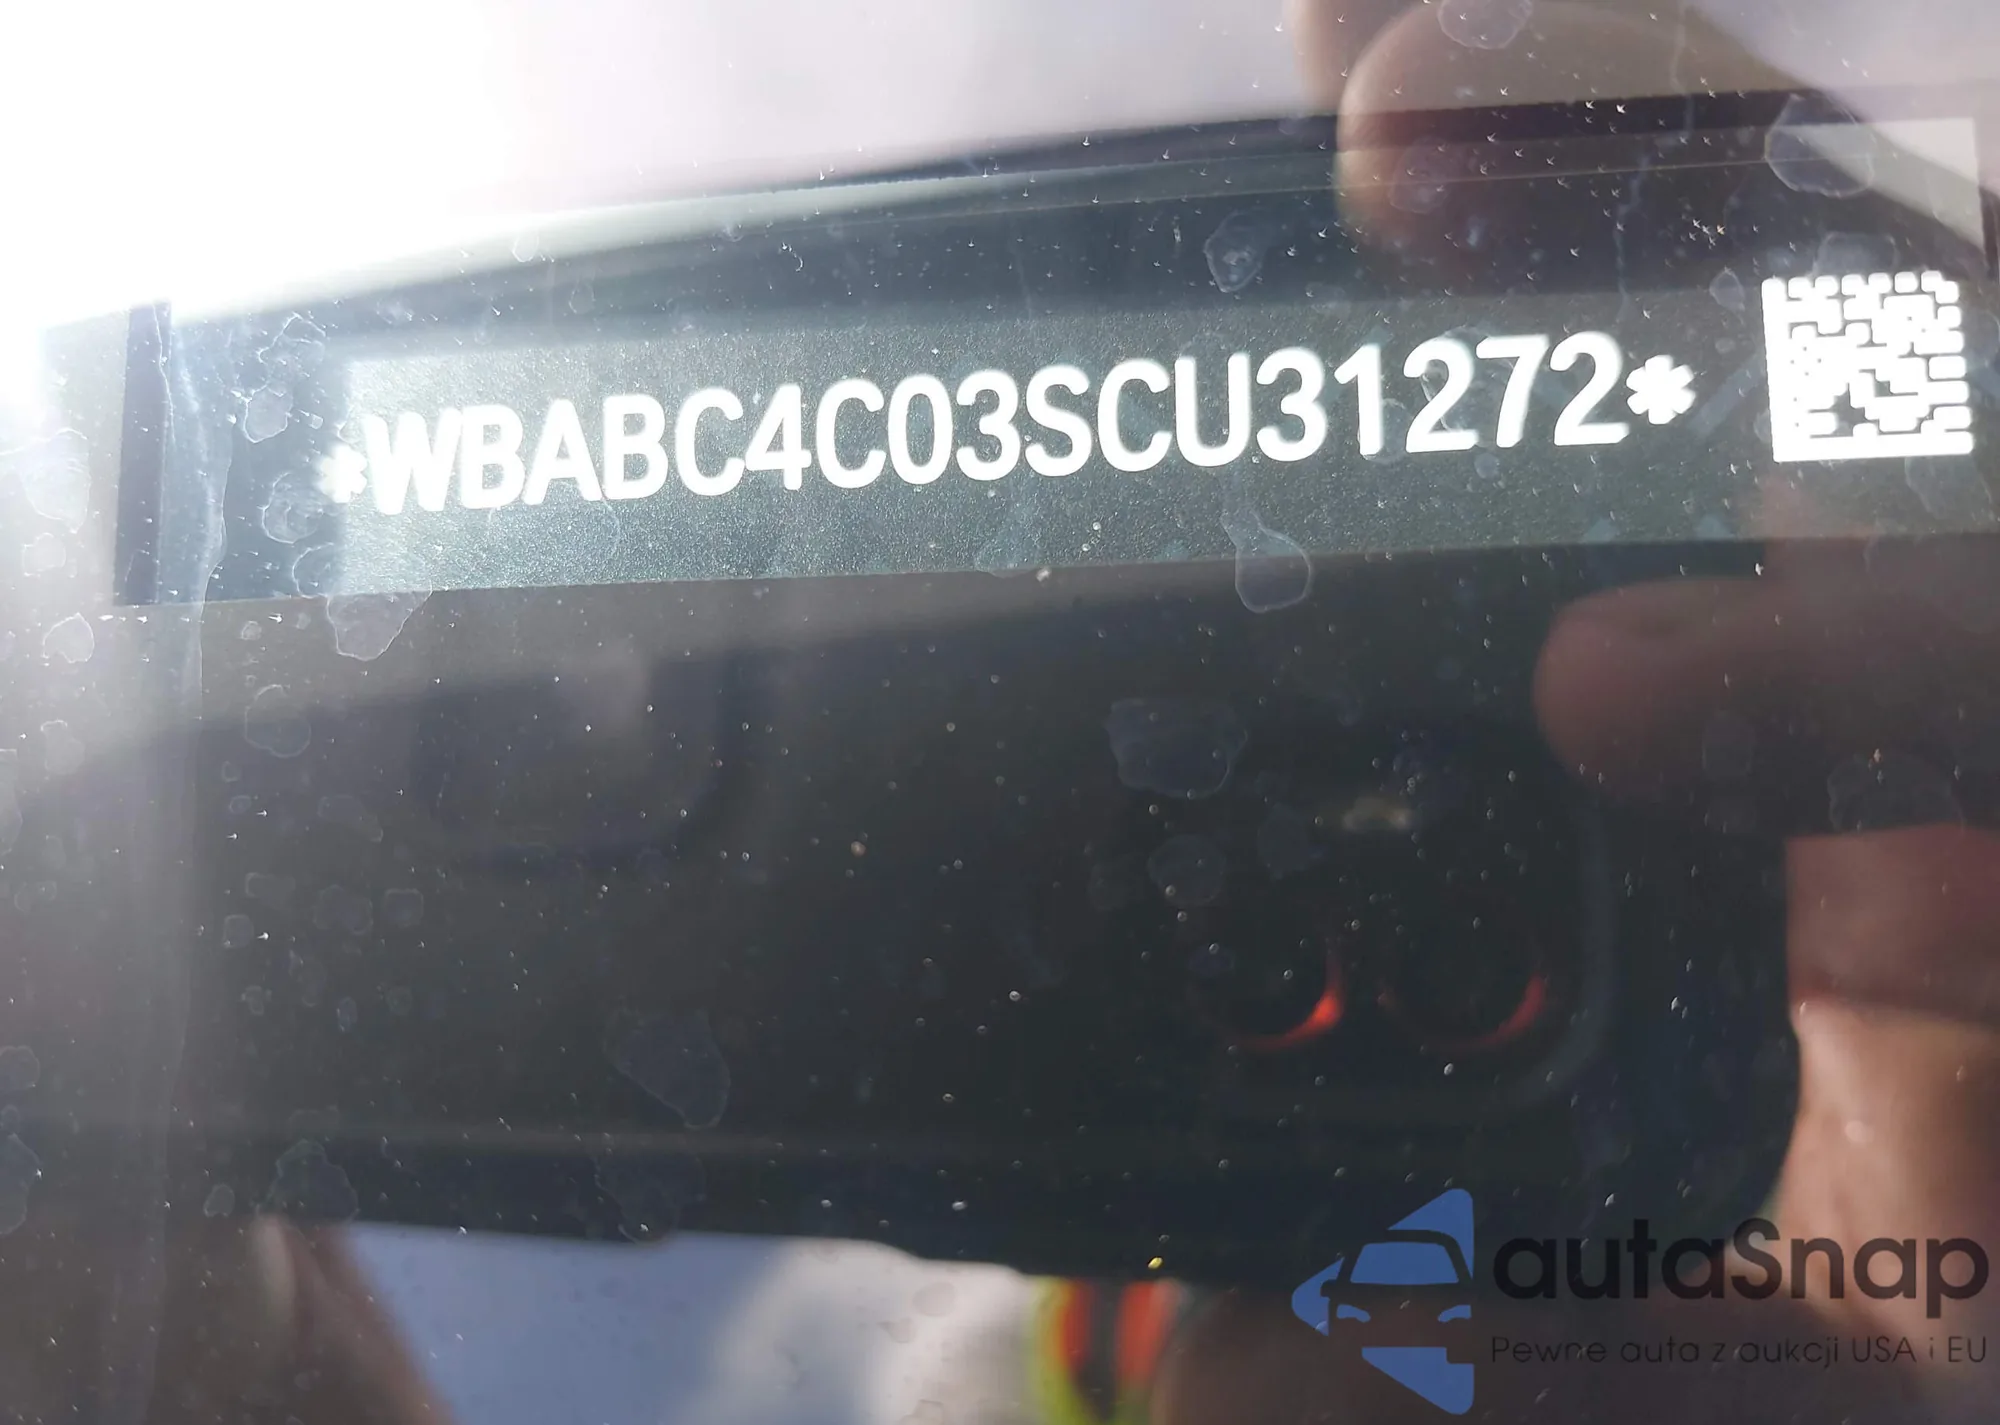 *WBABC4C03SCU31272*
autaSnap
Pewne auta z aukcji USA i EU